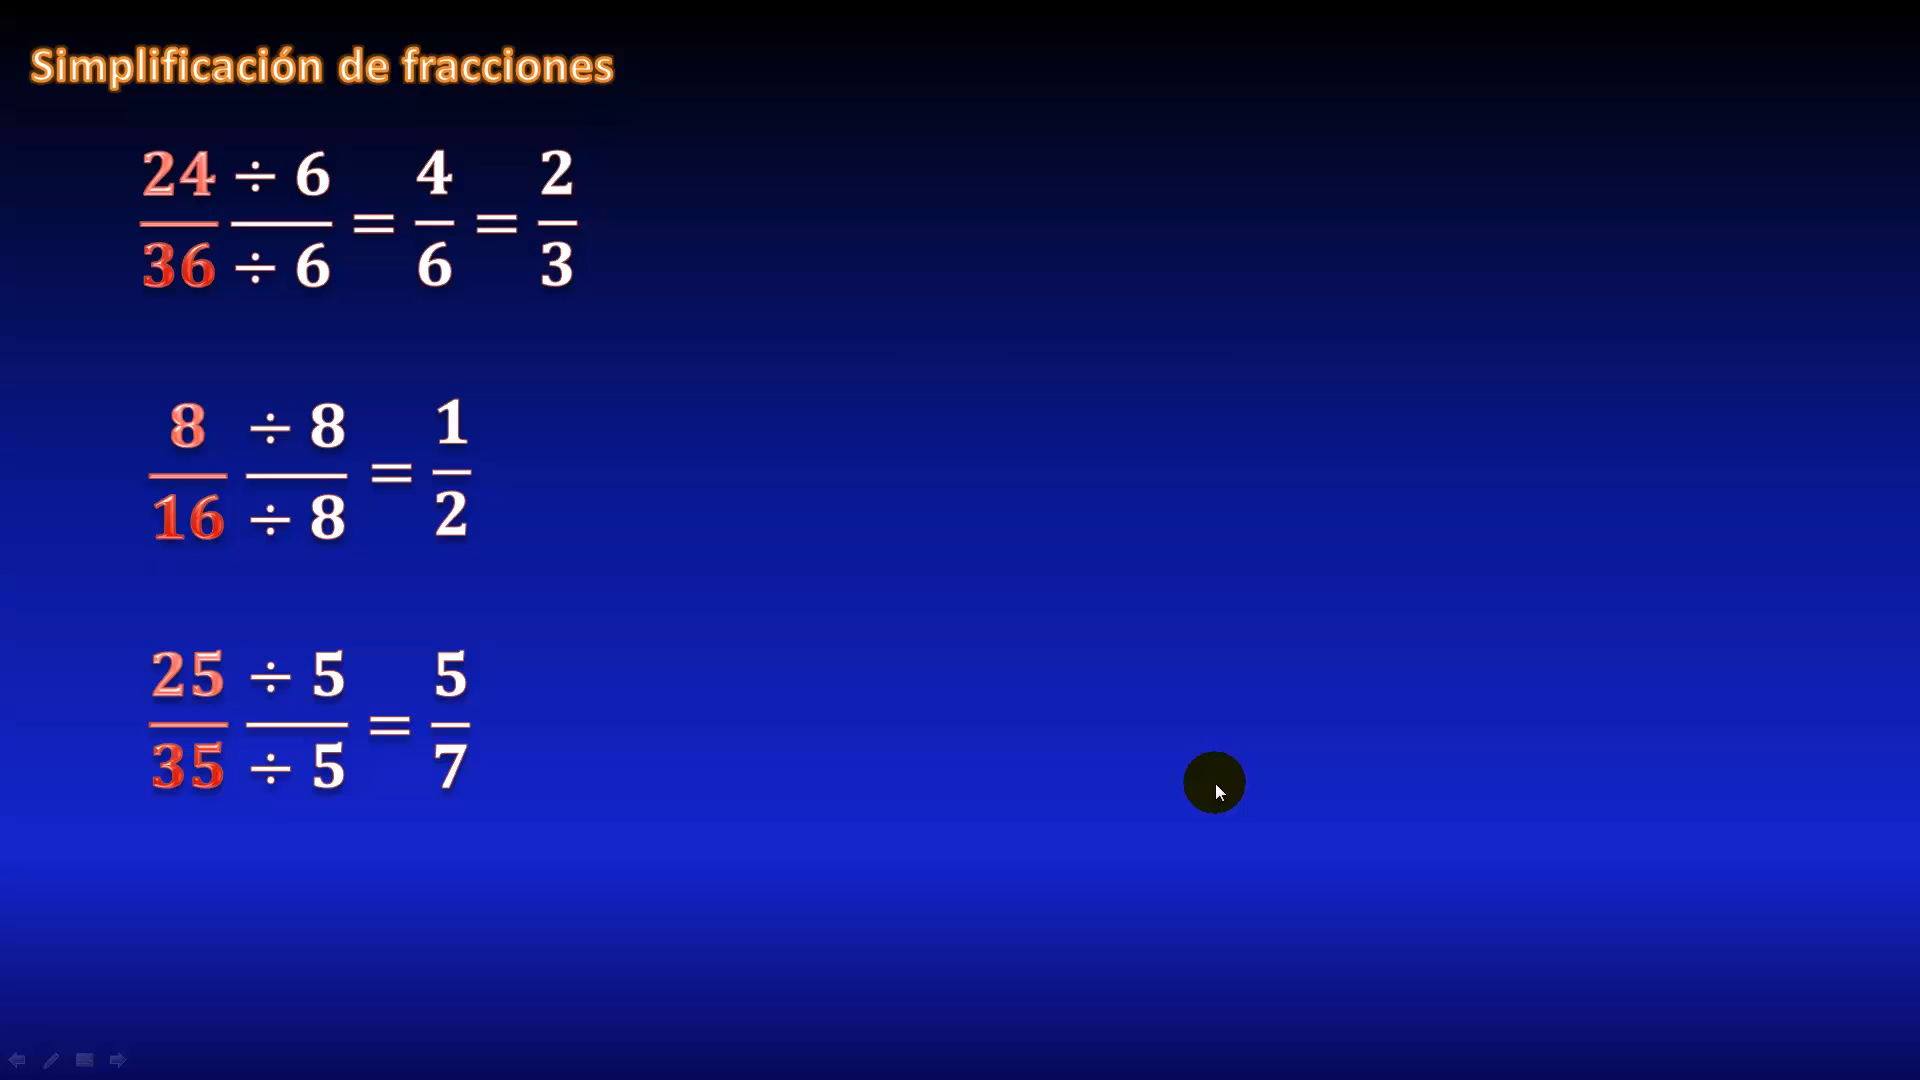 Simplificación de fracciones
24 ÷ 6 / 36 ÷ 6 = 4/6 = 2/3
8 ÷ 8 / 16 ÷ 8 = 1/2
25 ÷ 5 / 35 ÷ 5 = 5/7